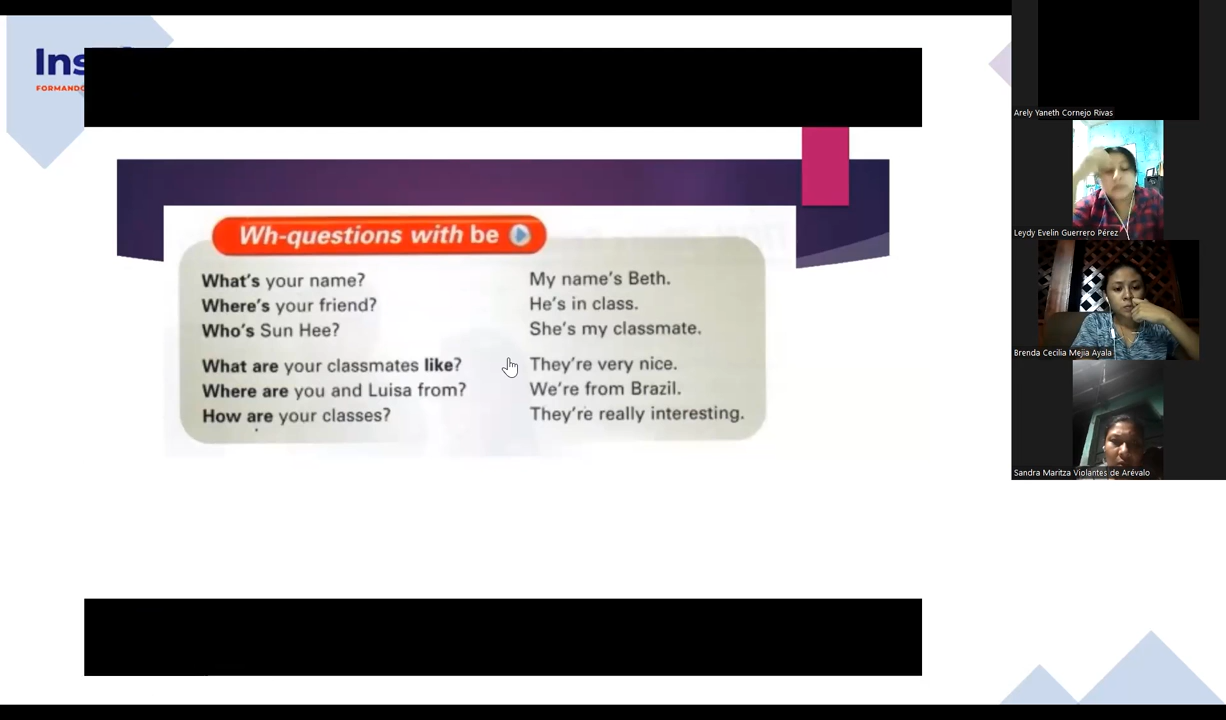 Wh-questions with be
What's your name? My name's Beth.
Where's your friend? He's in class.
Who's Sun Hee? She's my classmate.
What are your classmates like? They're very nice.
Where are you and Luisa from? We're from Brazil.
How are your classes? They're really interesting.
Arely Yaneth Cornejo Rivas
Leydy Evelin Guerrero Pérez
Brenda Cecilia Mejia Ayala
Sandra Maritza Violantes de Arévalo